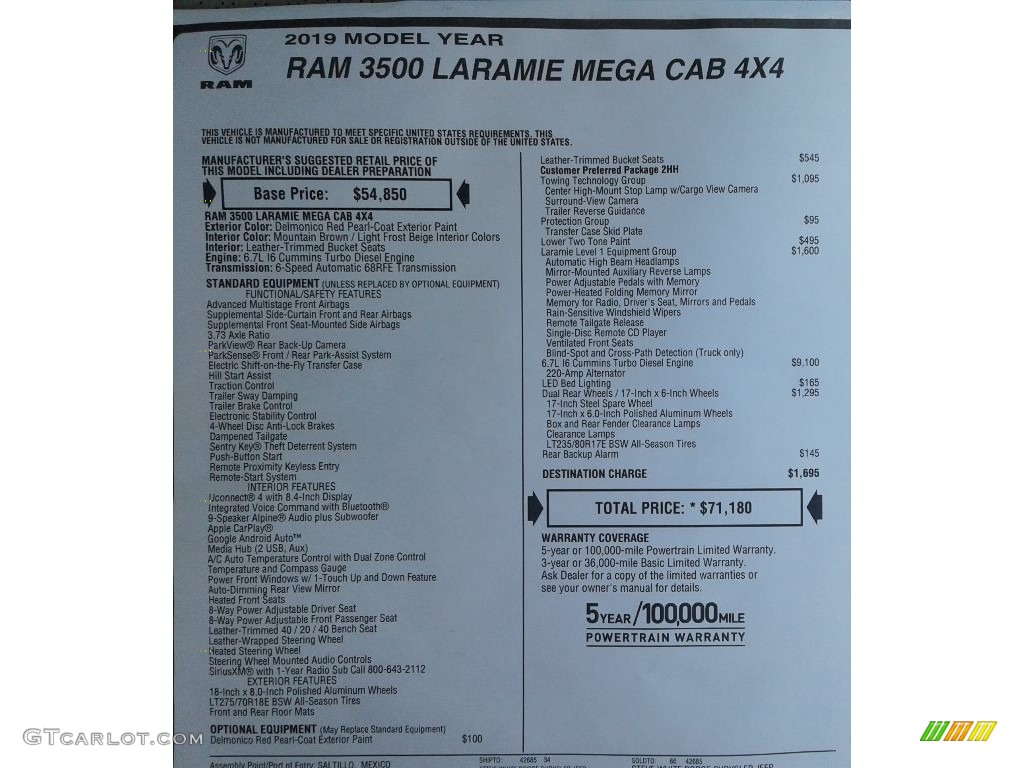 2019 MODEL YEAR
RAM 3500 LARAMIE MEGA CAB 4X4
RAM
THIS VEHICLE IS MANUFACTURED TO MEET SPECIFIC UNITED STATES REQUIREMENTS. THIS
VEHICLE IS NOT MANUFACTURED FOR SALE OR REGISTRATION OUTSIDE OF THE UNITED STATES.
MANUFACTURER'S SUGGESTED RETAIL PRICE OF
THIS MODEL INCLUDING DEALER PREPARATION
Base Price: $54,850
RAM 3500 LARAMIE MEGA CAB 4X4
Exterior Color: Delmonico Red Pearl-Coat Exterior Paint
Interior Color: Mountain Brown / Light Frost Beige Interior Colors
Interior: Leather-Trimmed Bucket Seats
Engine: 6.7L I6 Cummins Turbo Diesel Engine
Transmission: 6-Speed Automatic 68RFE Transmission
STANDARD EQUIPMENT (UNLESS REPLACED BY OPTIONAL EQUIPMENT)
FUNCTIONAL/SAFETY FEATURES
Advanced Multistage Front Airbags
Supplemental Side-Curtain Front and Rear Airbags
Supplemental Front Seat-Mounted Side Airbags
3.73 Axle Ratio
ParkView® Rear Back-Up Camera
ParkSense® Front / Rear Park-Assist System
Electric Shift-on-the-Fly Transfer Case
Hill Start Assist
Traction Control
Trailer Sway Damping
Trailer Brake Control
Electronic Stability Control
4-Wheel Disc Anti-Lock Brakes
Dampened Tailgate
Sentry Key® Theft Deterrent System
Push-Button Start
Remote Proximity Keyless Entry
Remote-Start System
INTERIOR FEATURES
Uconnect® 4 with 8.4-Inch Display
Integrated Voice Command with Bluetooth®
9-Speaker Alpine® Audio plus Subwoofer
Apple CarPlay®
Google Android Auto™
Media Hub (2 USB, Aux)
A/C Auto Temperature Control with Dual Zone Control
Temperature and Compass Gauge
Power Front Windows w/ 1-Touch Up and Down Feature
Auto-Dimming Rear View Mirror
Heated Front Seats
8-Way Power Adjustable Driver Seat
8-Way Power Adjustable Front Passenger Seat
Leather-Trimmed 40 / 20 / 40 Bench Seat
Leather-Wrapped Steering Wheel
Heated Steering Wheel
Steering Wheel Mounted Audio Controls
SiriusXM® with 1-Year Radio Sub Call 800-643-2112
EXTERIOR FEATURES
18-Inch x 8.0-Inch Polished Aluminum Wheels
LT275/70R18E BSW All-Season Tires
Front and Rear Floor Mats
OPTIONAL EQUIPMENT (May Replace Standard Equipment)
Delmonico Red Pearl-Coat Exterior Paint $100
Assembly Point/Port of Entry: SALTILLO, MEXICO
Leather-Trimmed Bucket Seats $545
Customer Preferred Package 2HH
Towing Technology Group $1,095
Center High-Mount Stop Lamp w/Cargo View Camera
Surround-View Camera
Trailer Reverse Guidance
Protection Group $95
Transfer Case Skid Plate
Lower Two Tone Paint $495
Laramie Level 1 Equipment Group $1,600
Automatic High Beam Headlamps
Mirror-Mounted Auxiliary Reverse Lamps
Power Adjustable Pedals with Memory
Power-Heated Folding Memory Mirror
Memory for Radio, Driver's Seat, Mirrors and Pedals
Rain-Sensitive Windshield Wipers
Remote Tailgate Release
Single-Disc Remote CD Player
Ventilated Front Seats
Blind-Spot and Cross-Path Detection (Truck only)
6.7L I6 Cummins Turbo Diesel Engine $9,100
220-Amp Alternator
LED Bed Lighting $165
Dual Rear Wheels / 17-Inch x 6-Inch Wheels $1,295
17-Inch Steel Spare Wheel
17-Inch x 6.0-Inch Polished Aluminum Wheels
Box and Rear Fender Clearance Lamps
Clearance Lamps
LT235/80R17E BSW All-Season Tires
Rear Backup Alarm $145
DESTINATION CHARGE $1,695
TOTAL PRICE: * $71,180
WARRANTY COVERAGE
5-year or 100,000-mile Powertrain Limited Warranty.
3-year or 36,000-mile Basic Limited Warranty.
Ask Dealer for a copy of the limited warranties or
see your owner's manual for details.
5YEAR/100,000MILE
POWERTRAIN WARRANTY
SHIPTO: 42685 34
SOLDTO: 66 42685
GTcarlot.com